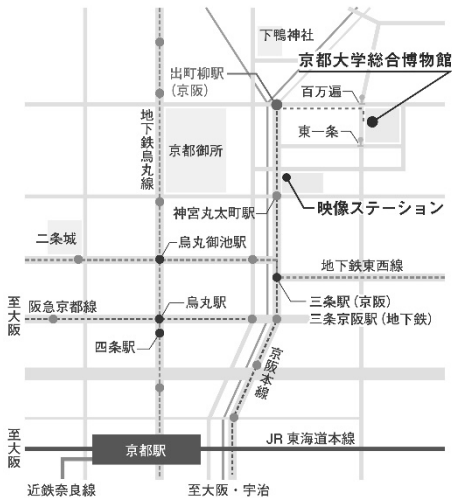 下鴨神社
京都大学総合博物館
出町柳駅
(京阪)
百万遍
地下鉄烏丸線
東一条
京都御所
神宮丸太町駅
映像ステーション
二条城
烏丸御池駅
地下鉄東西線
至大阪
阪急京都線
烏丸駅
三条駅(京阪)
三条京阪駅(地下鉄)
四条駅
京阪本線
至大阪
京都駅
JR東海道本線
近鉄奈良線
至大阪・宇治